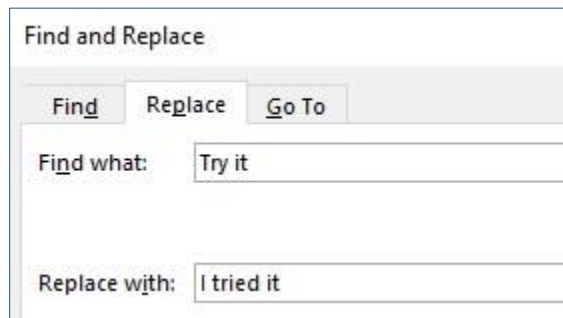 Find and Replace
Find Replace Go To
Find what: Try it
Replace with: I tried it